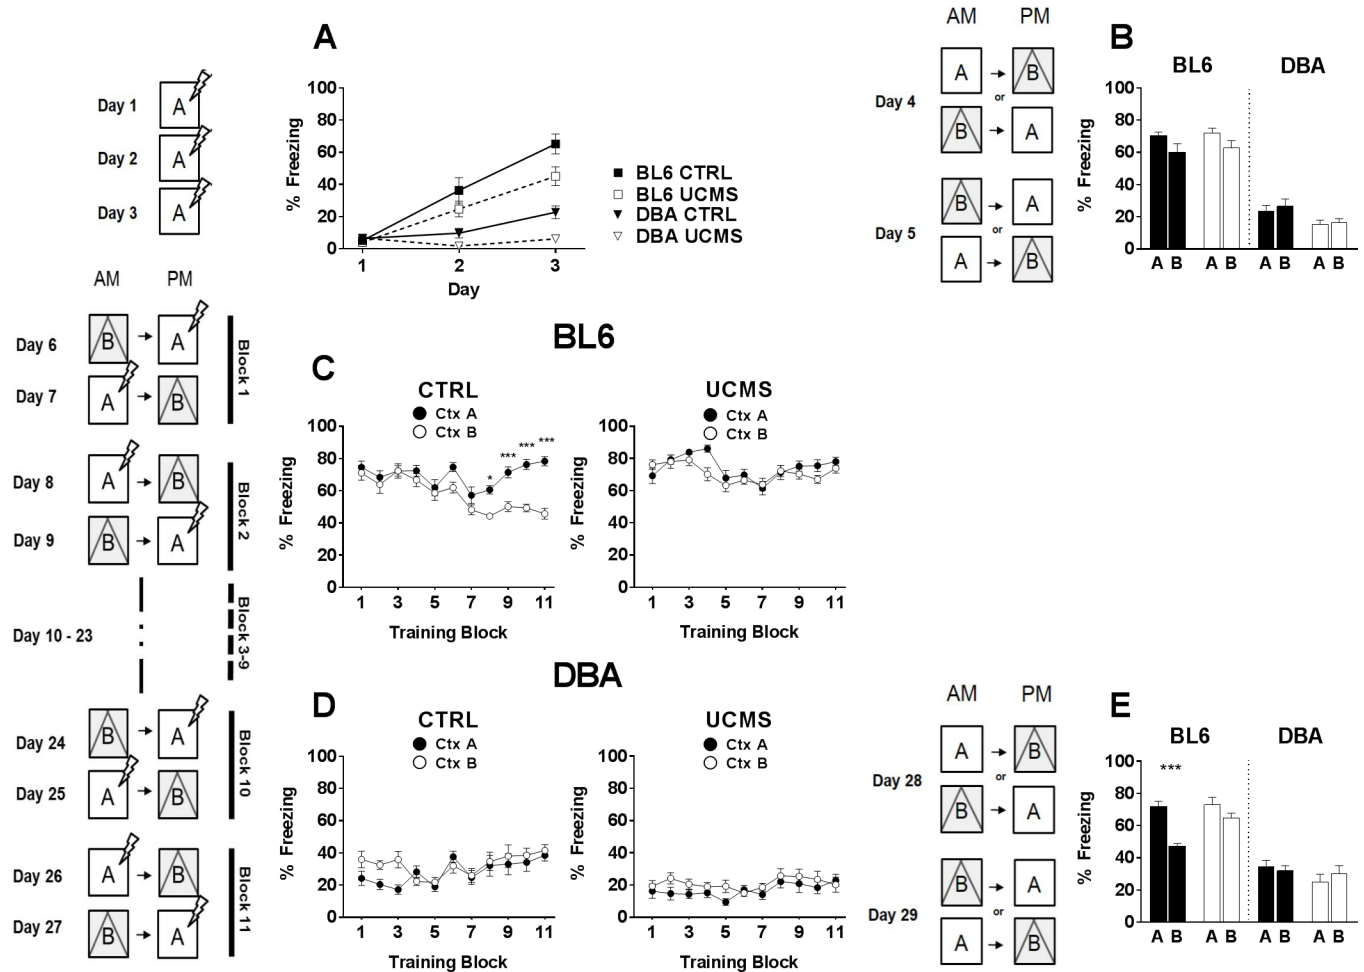 A
Day 1
A
Day 2
A
Day 3
A
% Freezing
100
80
60
40
20
0
1
2
3
Day
BL6 CTRL
BL6 UCMS
DBA CTRL
DBA UCMS
AM PM
Day 4
A
B
or
B
A
Day 5
B
A
or
A
B
B
BL6 DBA
% Freezing
100
80
60
40
20
0
A B A B A B A B
AM PM
Day 6
B
A
Day 7
A
B
Block 1
Day 8
A
B
Day 9
B
A
Block 2
Day 10 - 23
Block 3-9
Day 24
B
A
Day 25
A
B
Block 10
Day 26
A
B
Day 27
B
A
Block 11
BL6
C
CTRL
Ctx A
Ctx B
% Freezing
100
80
60
40
20
0
* *** *** ***
1 3 5 7 9 11
Training Block
UCMS
Ctx A
Ctx B
% Freezing
100
80
60
40
20
0
1 3 5 7 9 11
Training Block
DBA
D
CTRL
Ctx A
Ctx B
% Freezing
100
80
60
40
20
0
1 3 5 7 9 11
Training Block
UCMS
Ctx A
Ctx B
% Freezing
100
80
60
40
20
0
1 3 5 7 9 11
Training Block
AM PM
Day 28
A
B
or
B
A
Day 29
B
A
or
A
B
E
BL6 DBA
% Freezing
100
80
60
40
20
0
***
A B A B A B A B